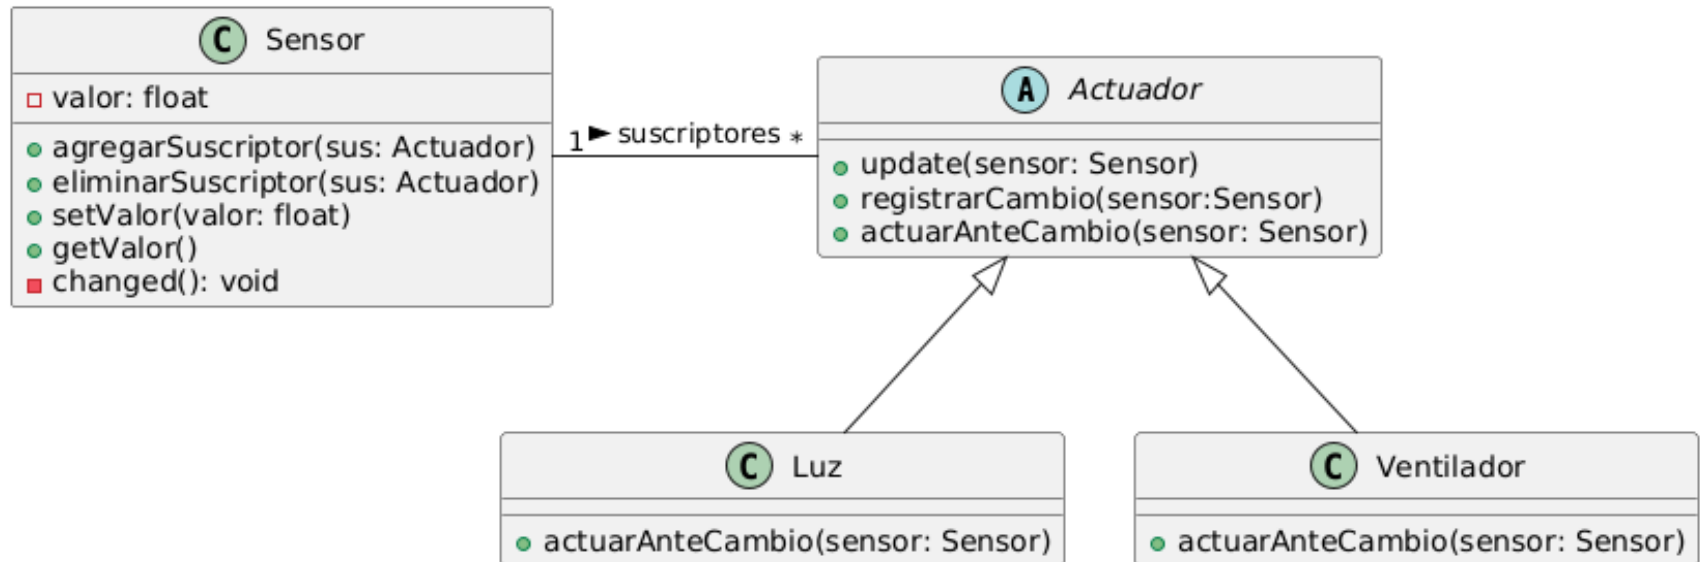 C Sensor
valor: float
agregarSuscriptor(sus: Actuador)
eliminarSuscriptor(sus: Actuador)
setValor(valor: float)
getValor()
changed(): void
1 suscriptores *
A Actuador
update(sensor: Sensor)
registrarCambio(sensor:Sensor)
actuarAnteCambio(sensor: Sensor)
C Luz
actuarAnteCambio(sensor: Sensor)
C Ventilador
actuarAnteCambio(sensor: Sensor)